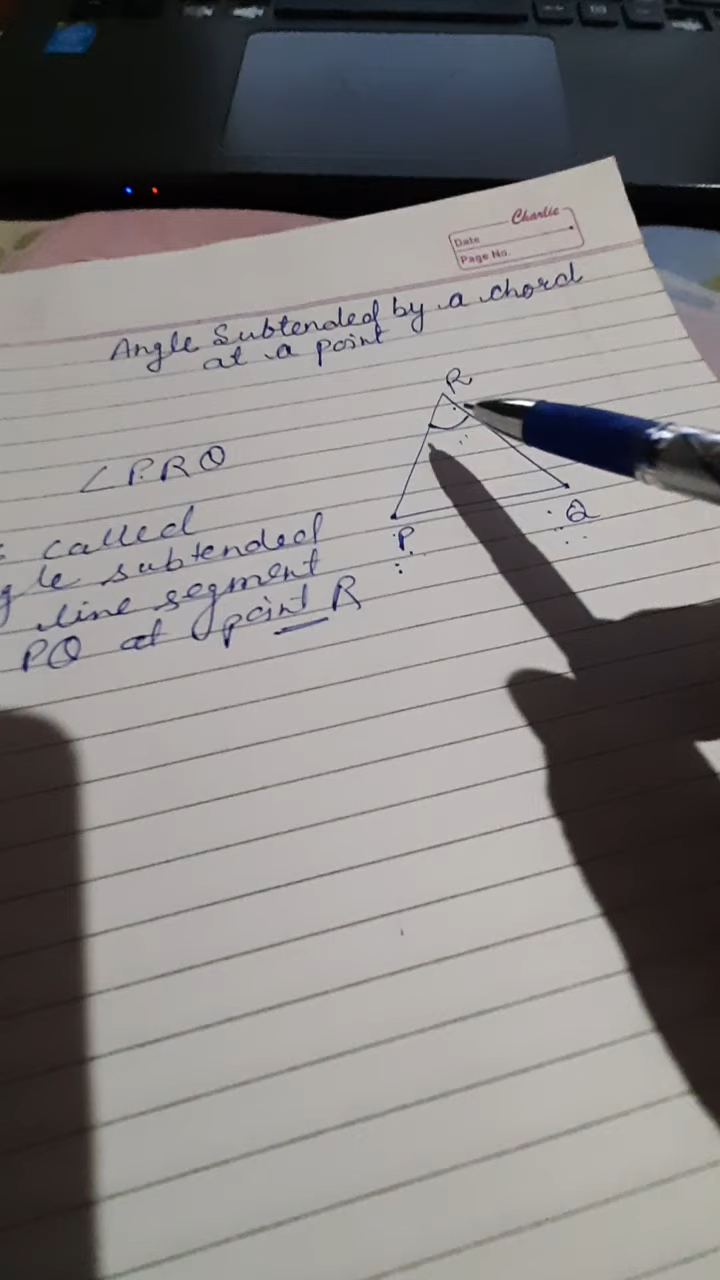 Charlie
Date
Page No.
Angle Subtended by a chord
at a point
R
∠PRQ
called
subtended
line segment
PQ at point R
P
Q